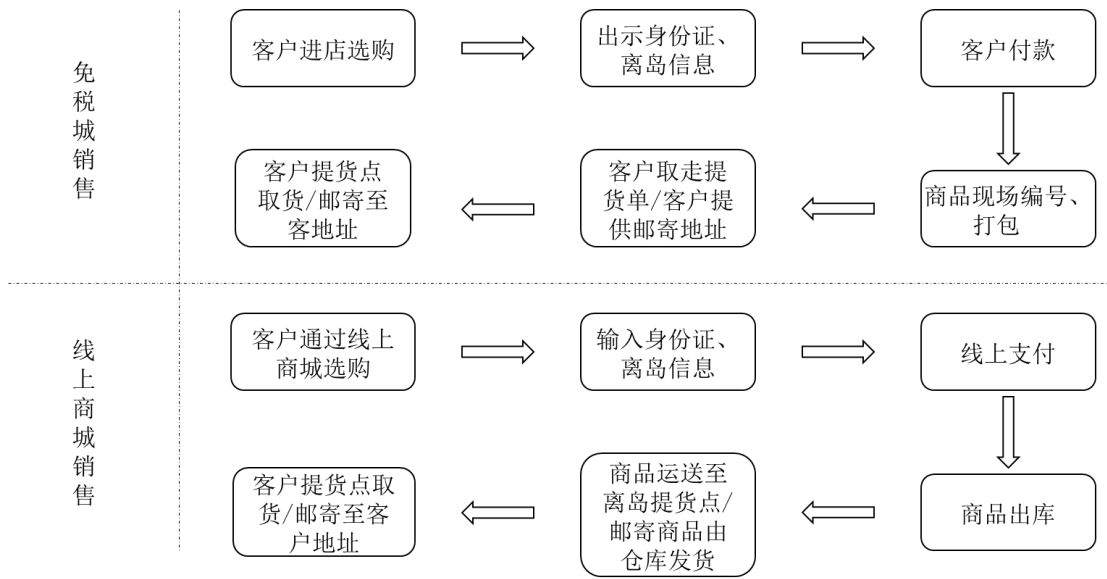 免税城销售
客户进店选购
出示身份证、
离岛信息
客户付款
商品现场编号、
打包
客户取走提
货单/客户提
供邮寄地址
客户提货点
取货/邮寄至
客地址
线上商城销售
客户通过线上
商城选购
输入身份证、
离岛信息
线上支付
商品出库
商品运送至
离岛提货点/
邮寄商品由
仓库发货
客户提货点取
货/邮寄至客
户地址